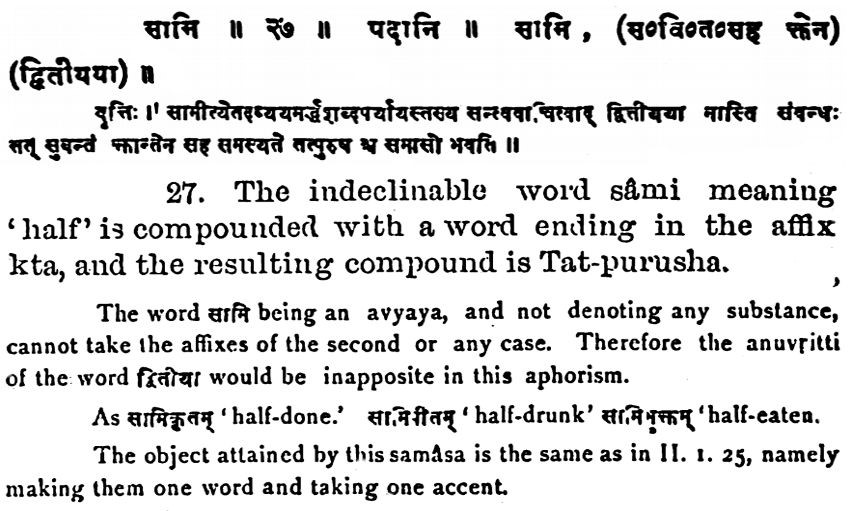 सामि ॥ २७ ॥ पदानि ॥ सामि, (स०वि०त०सह क्तेन)
(द्वितीयया) ॥
वृत्तिः ॥ सामीत्येतदव्ययमर्द्धशब्दपर्यायस्तस्य द्वितीयया नास्ति संबन्धः
तत् सुबन्तं क्तान्तेन सह समस्यते तत्पुरुष श्च समासो भवति ॥
27. The indeclinable word sâmi meaning
‘half’ is compounded with a word ending in the affix
kta, and the resulting compound is Tat-purusha.
The word सामि being an avyaya, and not denoting any substance,
cannot take the affixes of the second or any case. Therefore the anuvṛitti
of the word द्वितीया would be inapposite in this aphorism.
As सामिकृतम् ‘half-done.’ सामिपीतम् ‘half-drunk’ सामिभुक्तम् ‘half-eaten.
The object attained by this samâsa is the same as in II. 1. 25, namely
making them one word and taking one accent.